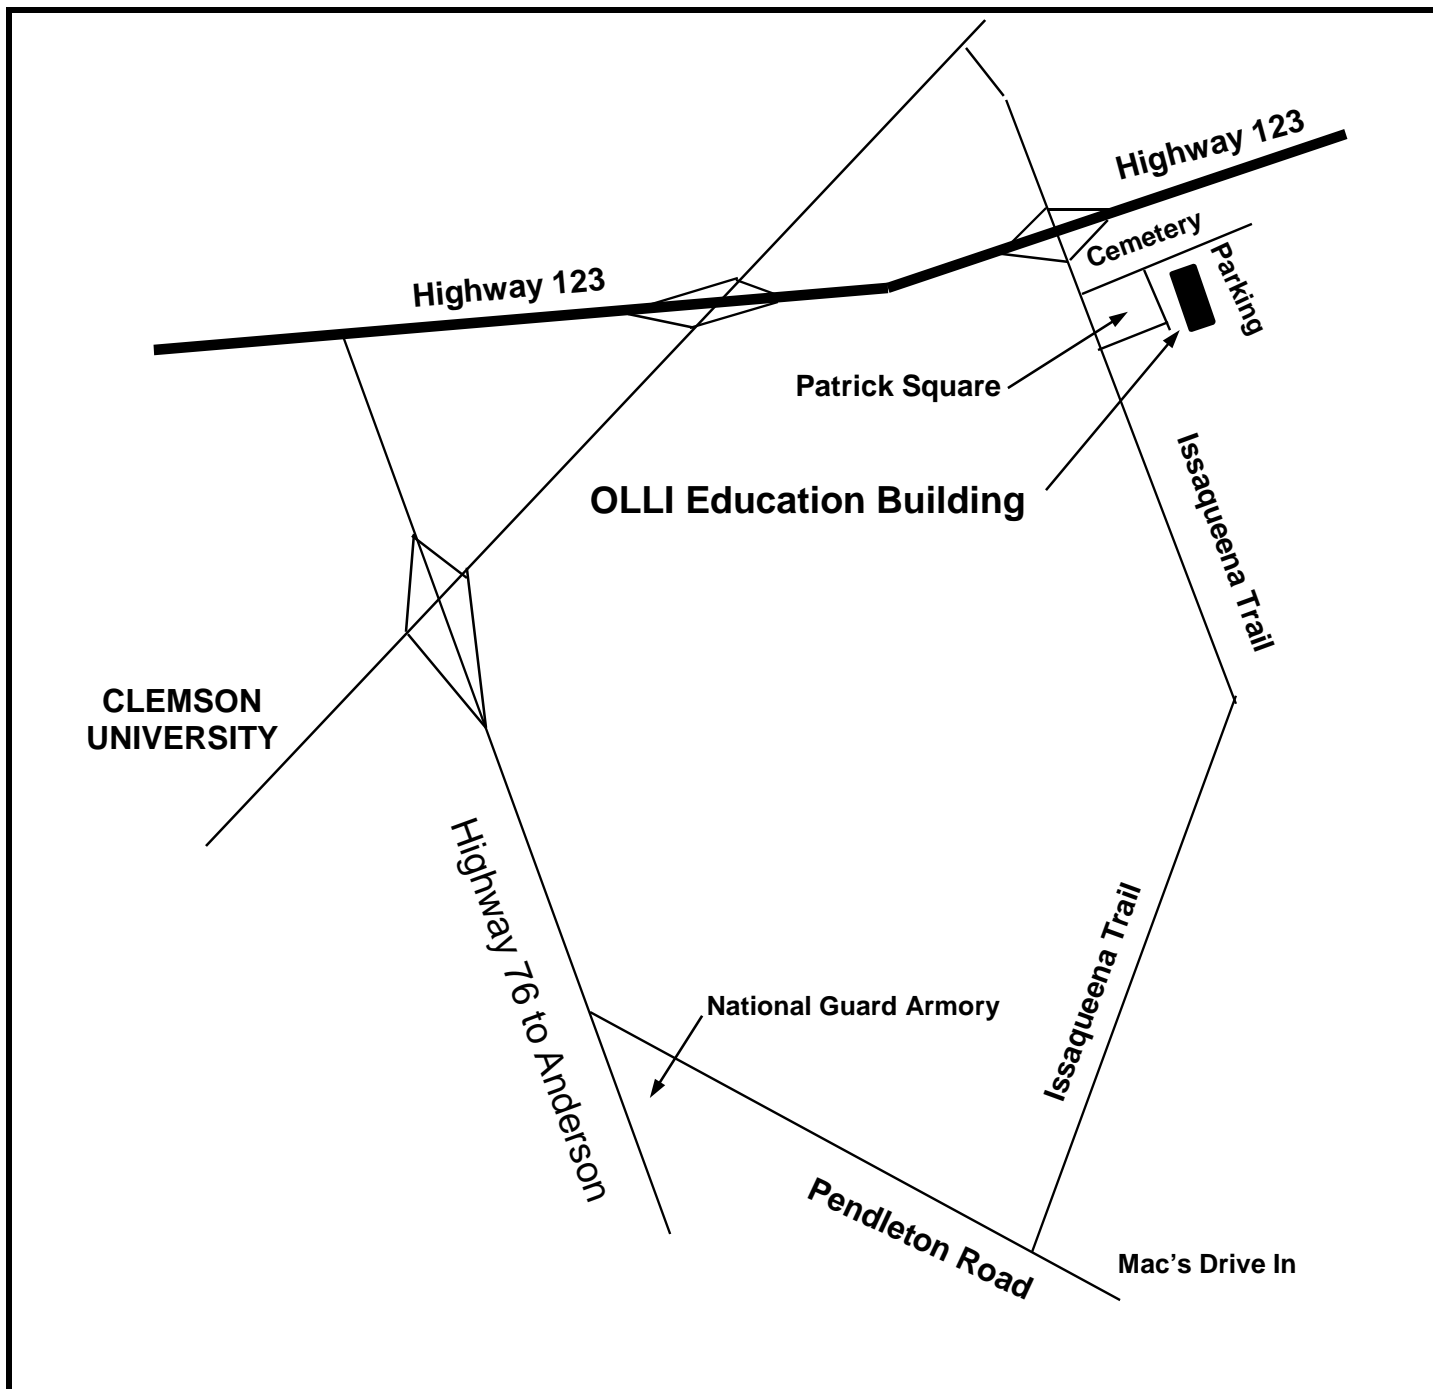 Highway 123
Cemetery
Highway 123
Parking
Patrick Square
OLLI Education Building
Issaqueena Trail
CLEMSON
UNIVERSITY
Highway 76 to Anderson
Issaqueena Trail
National Guard Armory
Pendleton Road
Mac’s Drive In